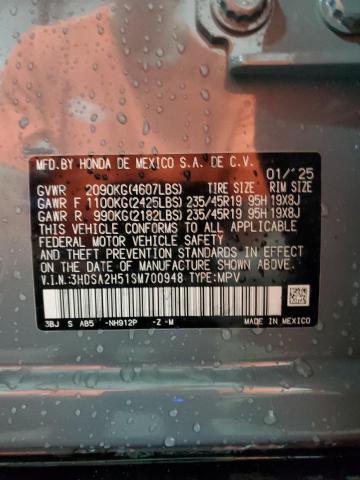 MFD.BY HONDA DE MEXICO S.A. DE C.V.
01/'25
GVWR 2090KG(4607LBS) TIRE SIZE RIM SIZE
GAWR F 1100KG(2425LBS) 235/45R19 95H 19X8J
GAWR R 990KG(2182LBS) 235/45R19 95H 19X8J
THIS VEHICLE CONFORMS TO ALL APPLICABLE
FEDERAL MOTOR VEHICLE SAFETY
AND THEFT PREVENTION STANDARDS IN EFFECT ON
THE DATE OF MANUFACTURE SHOWN ABOVE.
V.I.N.:3HDSA2H51SM700948 TYPE:MPV
3BJ S AB5 -NH912P -Z -M MADE IN MEXICO